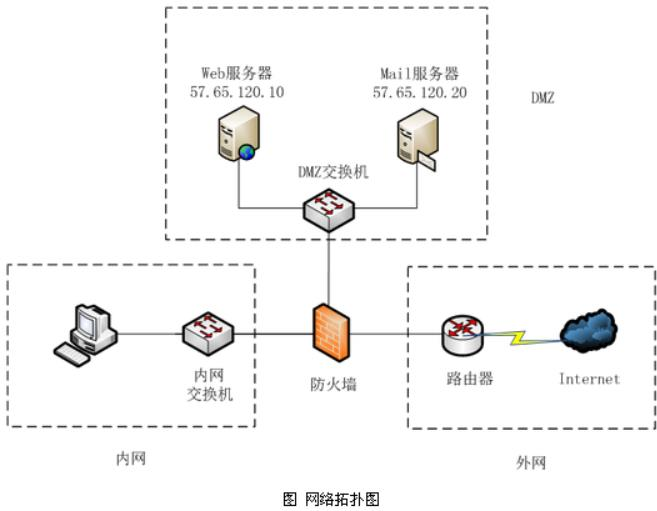 Web服务器
57.65.120.10
Mail服务器
57.65.120.20
DMZ
DMZ交换机
内网
交换机
防火墙
路由器
Internet
内网
外网
图 网络拓扑图